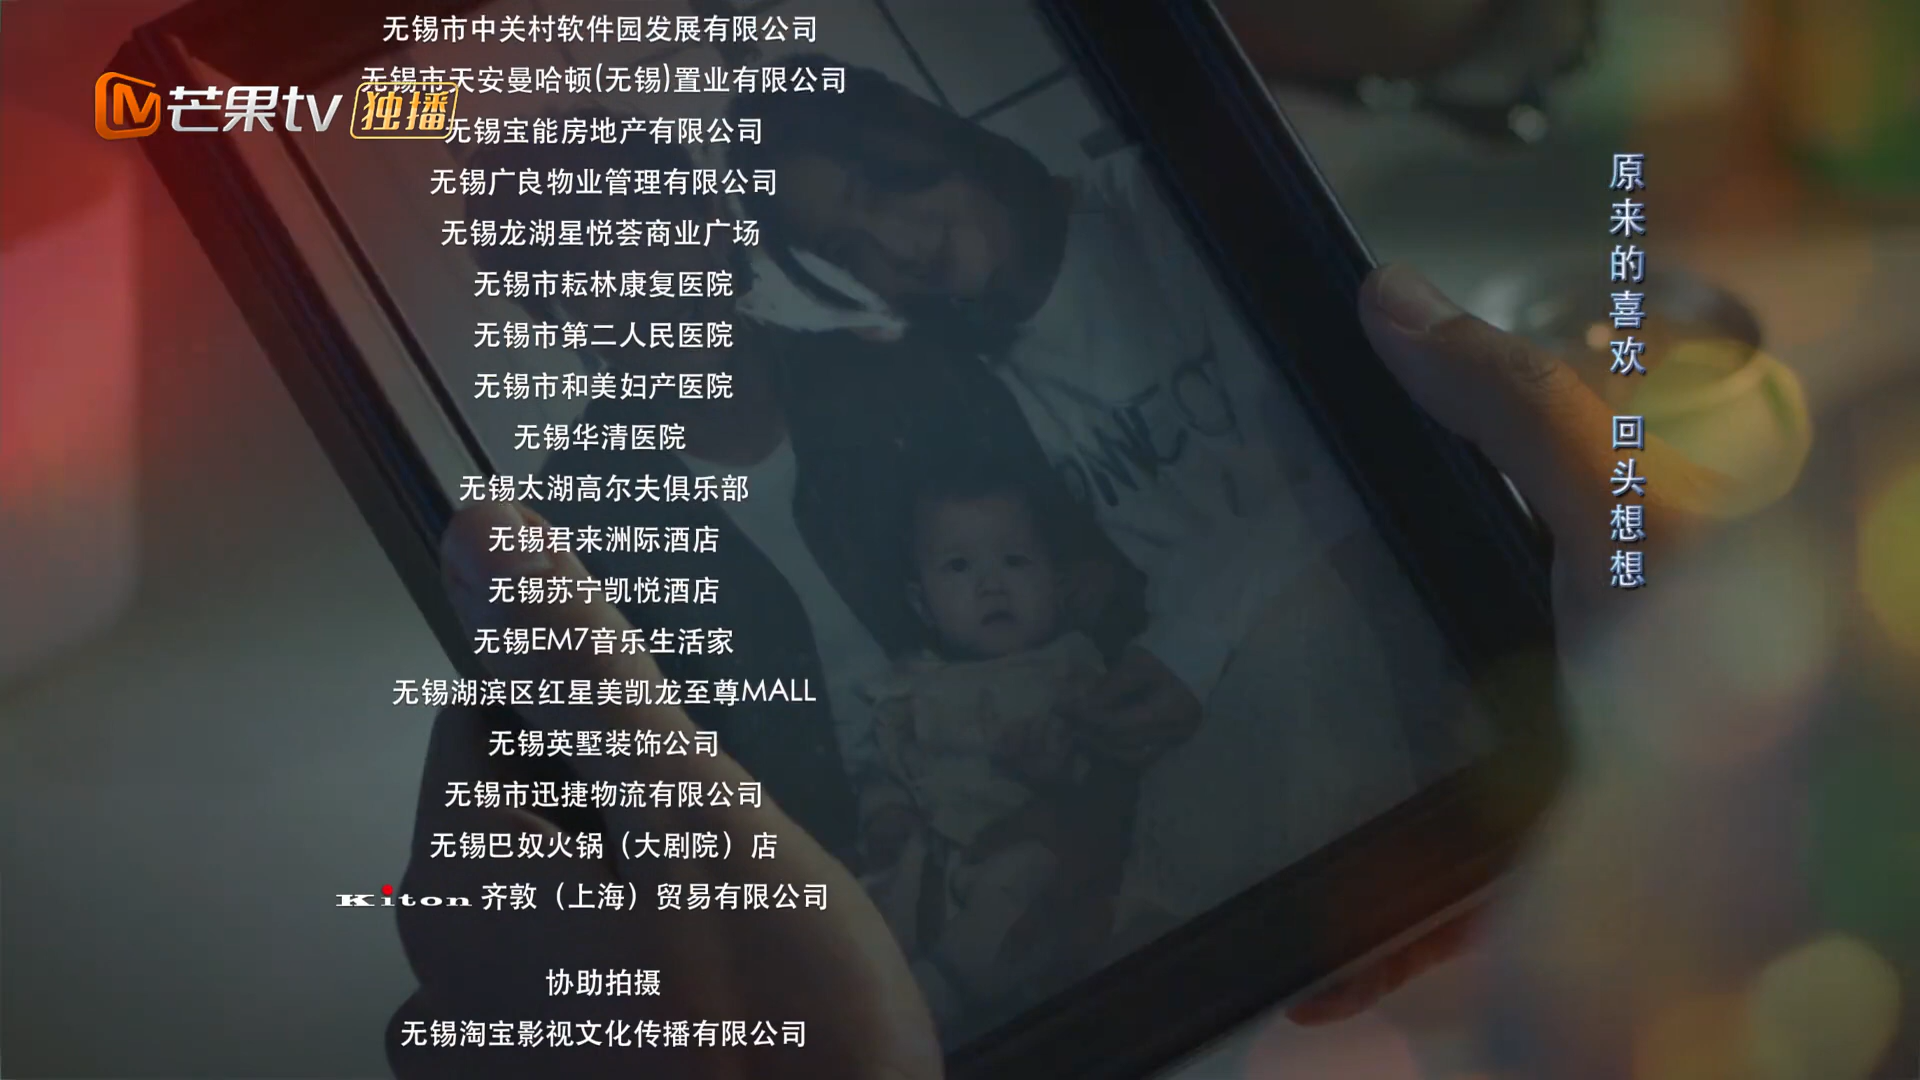 无锡市中关村软件园发展有限公司
无锡市天安曼哈顿(无锡)置业有限公司
芒果tv 独播
无锡宝能房地产有限公司
无锡广良物业管理有限公司
无锡龙湖星悦荟商业广场
无锡市耘林康复医院
无锡市第二人民医院
无锡市和美妇产医院
无锡华清医院
无锡太湖高尔夫俱乐部
无锡君来洲际酒店
无锡苏宁凯悦酒店
无锡EM7音乐生活家
无锡湖滨区红星美凯龙至尊MALL
无锡英墅装饰公司
无锡市迅捷物流有限公司
无锡巴奴火锅（大剧院）店
Kiton 齐敦（上海）贸易有限公司
协助拍摄
无锡淘宝影视文化传播有限公司
原来的喜欢 回头想想